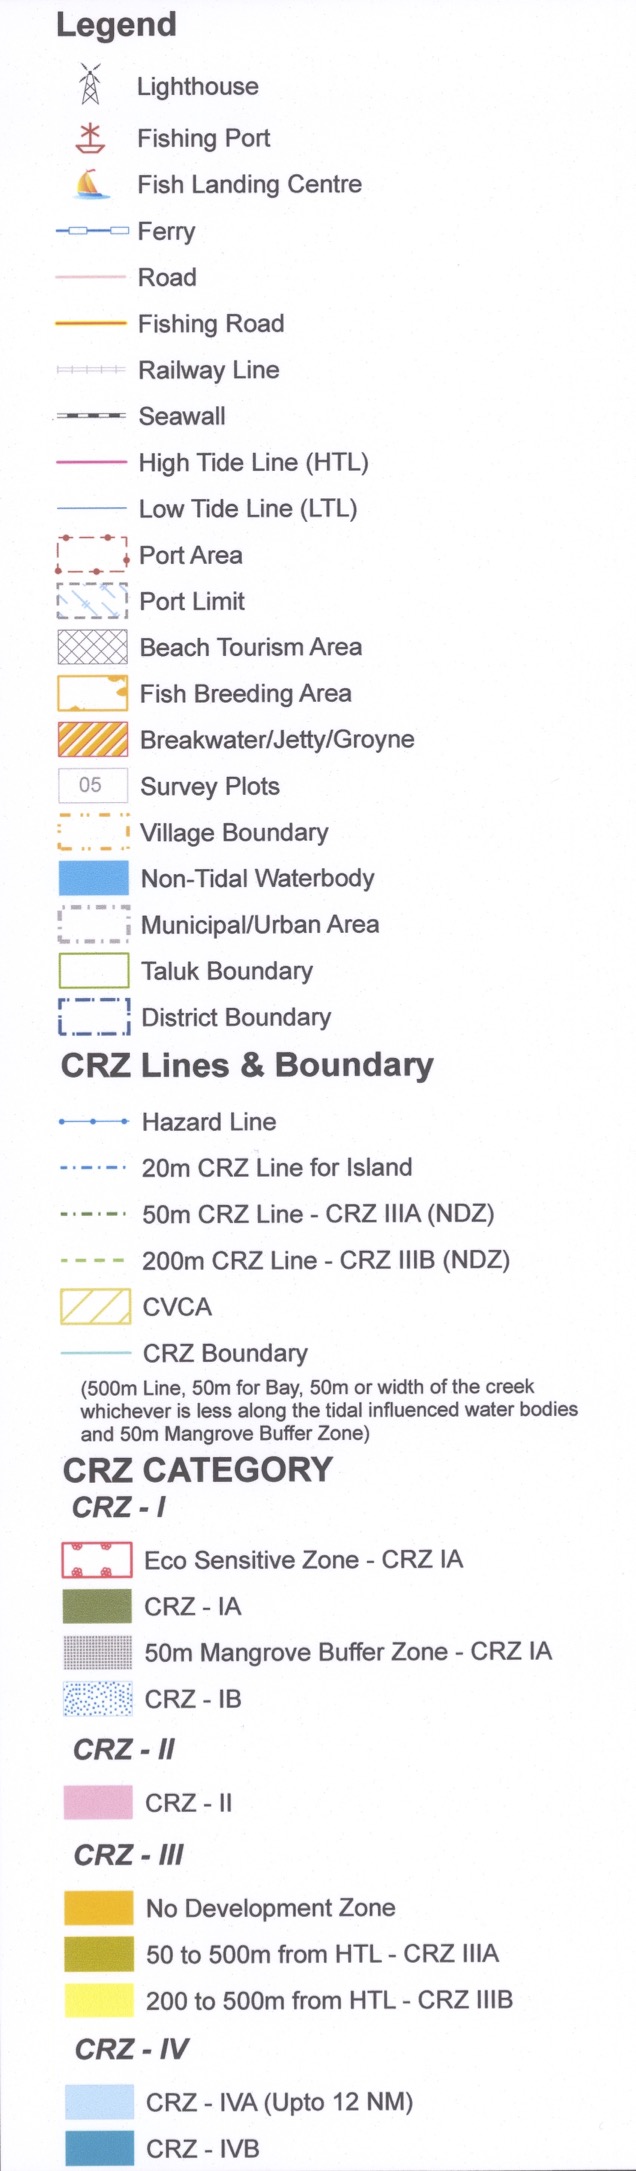 Legend
Lighthouse
Fishing Port
Fish Landing Centre
Ferry
Road
Fishing Road
Railway Line
Seawall
High Tide Line (HTL)
Low Tide Line (LTL)
Port Area
Port Limit
Beach Tourism Area
Fish Breeding Area
Breakwater/Jetty/Groyne
05 Survey Plots
Village Boundary
Non-Tidal Waterbody
Municipal/Urban Area
Taluk Boundary
District Boundary
CRZ Lines & Boundary
Hazard Line
20m CRZ Line for Island
50m CRZ Line - CRZ IIIA (NDZ)
200m CRZ Line - CRZ IIIB (NDZ)
CVCA
CRZ Boundary
(500m Line, 50m for Bay, 50m or width of the creek
whichever is less along the tidal influenced water bodies
and 50m Mangrove Buffer Zone)
CRZ CATEGORY
CRZ - I
Eco Sensitive Zone - CRZ IA
CRZ - IA
50m Mangrove Buffer Zone - CRZ IA
CRZ - IB
CRZ - II
CRZ - II
CRZ - III
No Development Zone
50 to 500m from HTL - CRZ IIIA
200 to 500m from HTL - CRZ IIIB
CRZ - IV
CRZ - IVA (Upto 12 NM)
CRZ - IVB